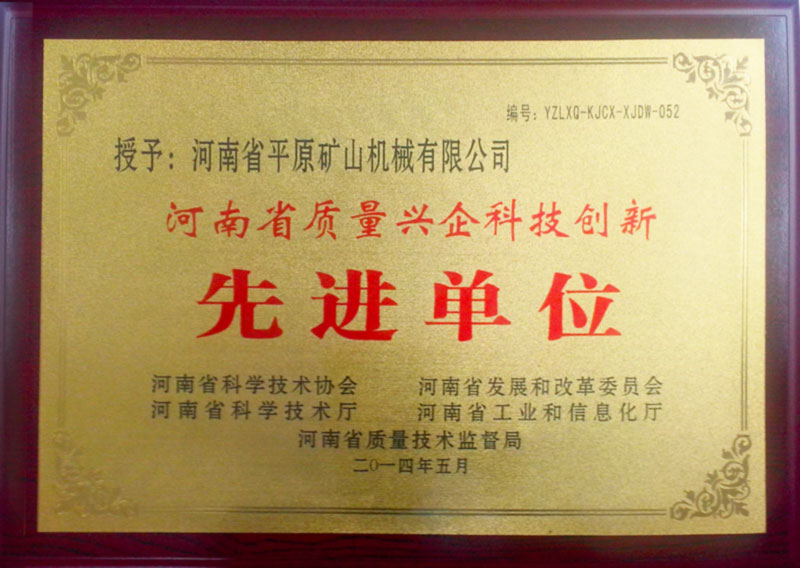 编号：YZLXQ-KJCX-XJDW-052
授予：河南省平原矿山机械有限公司
河南省质量兴企科技创新
先进单位
河南省科学技术协会 河南省发展和改革委员会
河南省科学技术厅 河南省工业和信息化厅
河南省质量技术监督局
二〇一四年五月